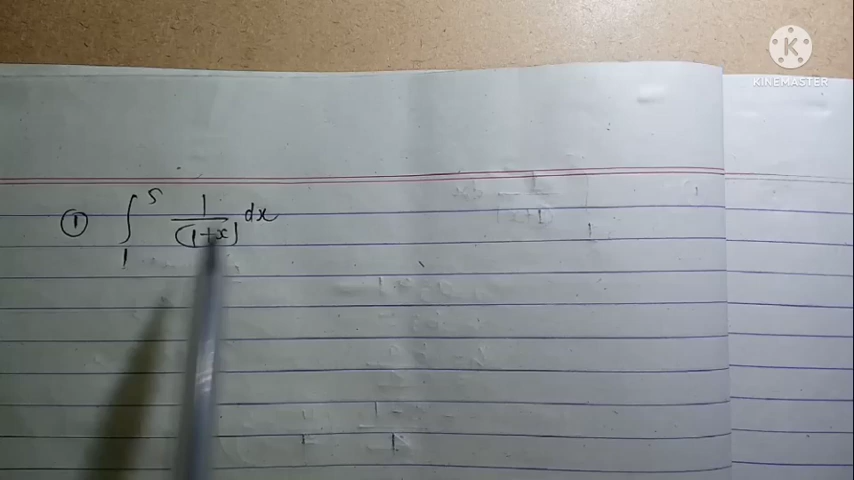 K
KINEMASTER
① ∫₁⁵ 1/(1+x) dx